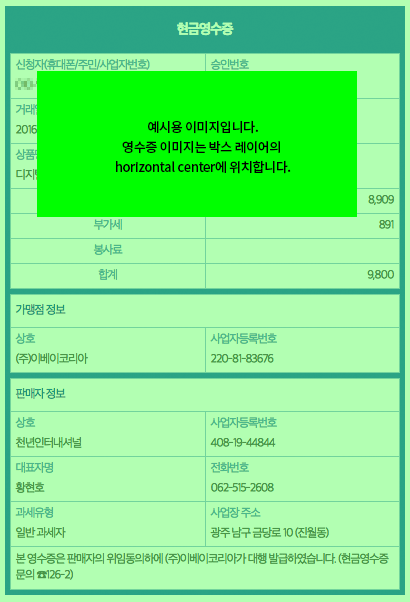 현금영수증
신청자(휴대폰/주민/사업자번호) 승인번호
거래일
2016
예시용 이미지입니다.
영수증 이미지는 박스 레이어의
horizontal center에 위치합니다.
8,909
부가세 891
봉사료
합계 9,800
가맹점 정보
상호 사업자등록번호
(주)이베이코리아 220-81-83676
판매자 정보
상호 사업자등록번호
천년인터내셔널 408-19-44844
대표자명 전화번호
황현호 062-515-2608
과세유형 사업장 주소
일반 과세자 광주 남구 금당로 10 (진월동)
본 영수증은 판매자의 위임동의하에 (주)이베이코리아가 대행 발급하였습니다. (현금영수증
문의 ☎126-2)